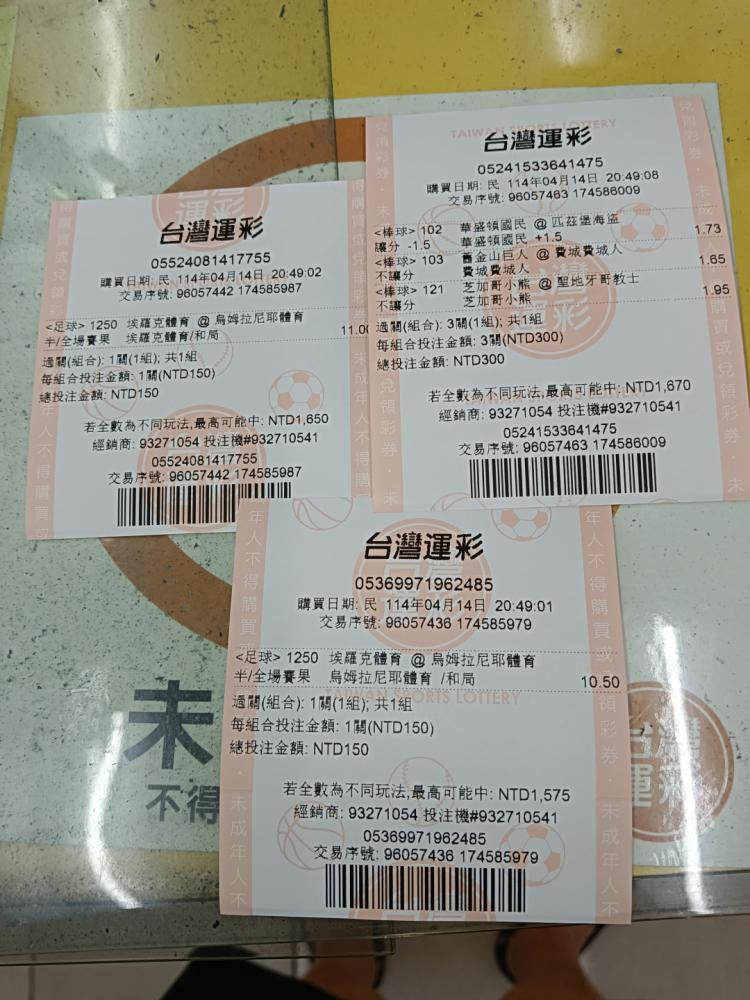 台灣運彩
05524081417755
購買日期: 民 114年04月14日 20:49:02
交易序號: 96057442 174585987
<足球> 1250 埃羅克體育 @ 烏姆拉尼耶體育
半/全場賽果 埃羅克體育/和局 11.00
過關(組合): 1關(1組); 共1組
每組合投注金額: 1關(NTD150)
總投注金額: NTD150
若全數為不同玩法,最高可能中: NTD1,650
經銷商: 93271054 投注機#932710541
05524081417755
交易序號: 96057442 174585987
TAIWAN SPORTS LOTTERY
台灣運彩
05241533641475
購買日期: 民 114年04月14日 20:49:08
交易序號: 96057463 174586009
<棒球> 102 華盛頓國民 @ 匹茲堡海盜
讓分 -1.5 華盛頓國民 +1.5 1.73
<棒球> 103 舊金山巨人 @ 費城費城人
不讓分 費城費城人 1.65
<棒球> 121 芝加哥小熊 @ 聖地牙哥教士
不讓分 芝加哥小熊 1.95
過關(組合): 3關(1組); 共1組
每組合投注金額: 3關(NTD300)
總投注金額: NTD300
若全數為不同玩法,最高可能中: NTD1,670
經銷商: 93271054 投注機#932710541
05241533641475
交易序號: 96057463 174586009
台灣運彩
05369971962485
購買日期: 民 114年04月14日 20:49:01
交易序號: 96057436 174585979
<足球> 1250 埃羅克體育 @ 烏姆拉尼耶體育
半/全場賽果 烏姆拉尼耶體育 /和局 10.50
TAIWAN SPORTS LOTTERY
過關(組合): 1關(1組); 共1組
每組合投注金額: 1關(NTD150)
總投注金額: NTD150
若全數為不同玩法,最高可能中: NTD1,575
經銷商: 93271054 投注機#932710541
05369971962485
交易序號: 96057436 174585979
未
不得
台灣運彩